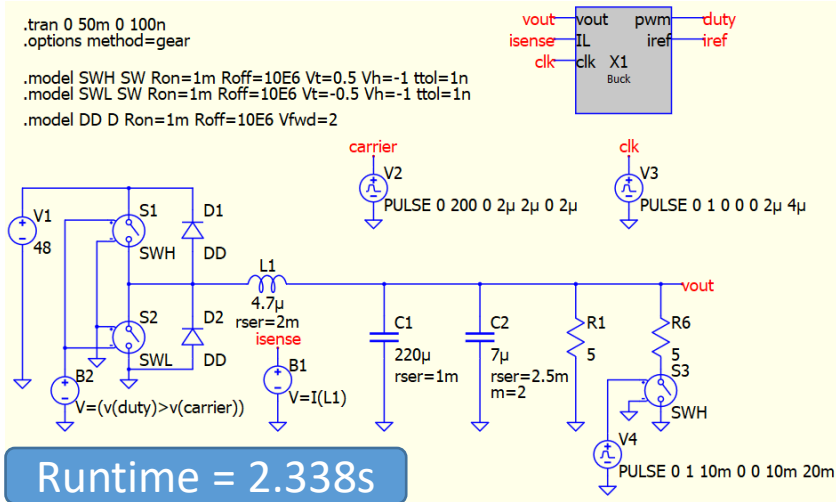 .tran 0 50m 0 100n
.options method=gear
.model SWH SW Ron=1m Roff=10E6 Vt=0.5 Vh=-1 ttol=1n
.model SWL SW Ron=1m Roff=10E6 Vt=-0.5 Vh=-1 ttol=1n
.model DD D Ron=1m Roff=10E6 Vfwd=2
vout vout pwm duty
isense IL iref iref
clk clk X1
Buck
carrier
V2
PULSE 0 200 0 2µ 2µ 0 2µ
clk
V3
PULSE 0 1 0 0 0 2µ 4µ
V1
48
S1
SWH
D1
DD
S2
SWL
D2
DD
B2
V=(v(duty)>v(carrier))
L1
4.7µ
rser=2m
isense
B1
V=I(L1)
C1
220µ
rser=1m
C2
7µ
rser=2.5m
m=2
R1
5
vout
R6
5
S3
SWH
V4
PULSE 0 1 10m 0 0 10m 20m
Runtime = 2.338s